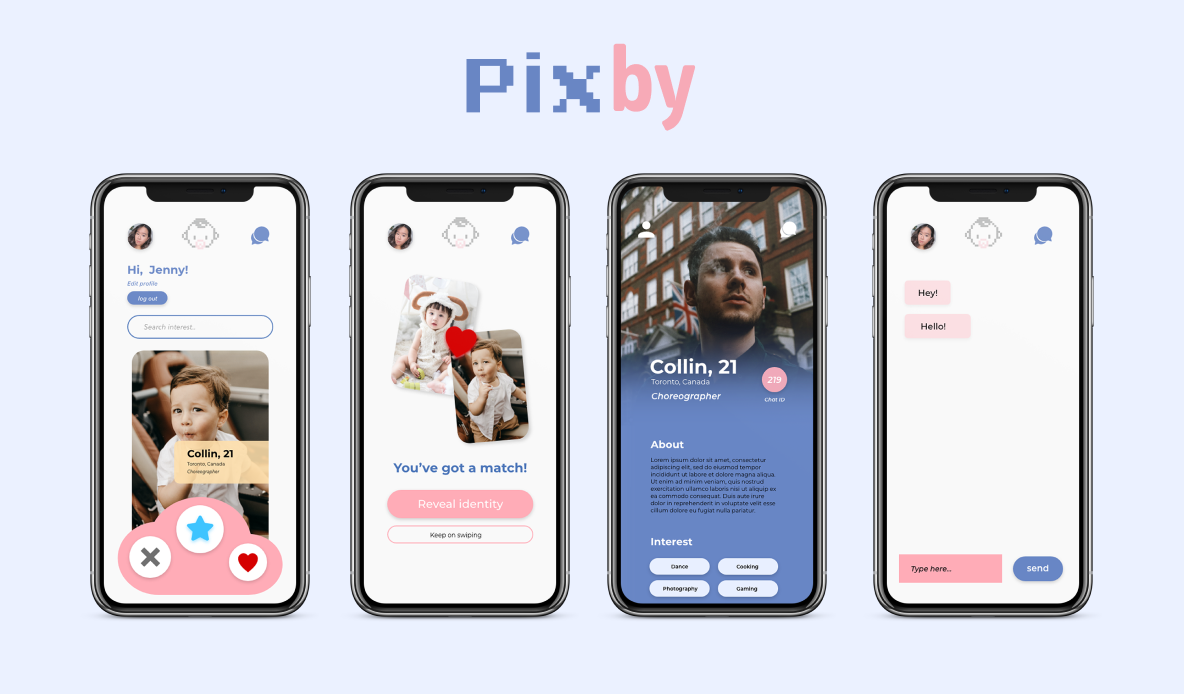 Pixby
Hi, Jenny!
Edit profile
log out
Search interest..
Collin, 21
Toronto, Canada
Choreographer
You've got a match!
Reveal identity
Keep on swiping
Collin, 21
Toronto, Canada
Choreographer
219
Chat ID
About
Lorem ipsum dolor sit amet, consectetur
adipiscing elit, sed do eiusmod tempor
incididunt ut labore et dolore magna aliqua.
Ut enim ad minim veniam, quis nostrud
exercitation ullamco laboris nisi ut aliquip ex
ea commodo consequat. Duis aute irure
dolor in reprehenderit in voluptate velit esse
cillum dolore eu fugiat nulla pariatur.
Interest
Dance
Cooking
Photography
Gaming
Hey!
Hello!
Type here...
send